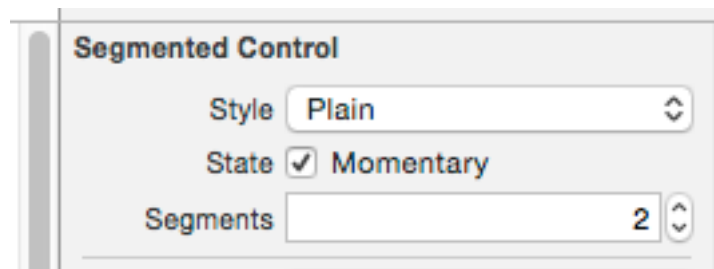 Segmented Control
Style Plain
State Momentary
Segments 2